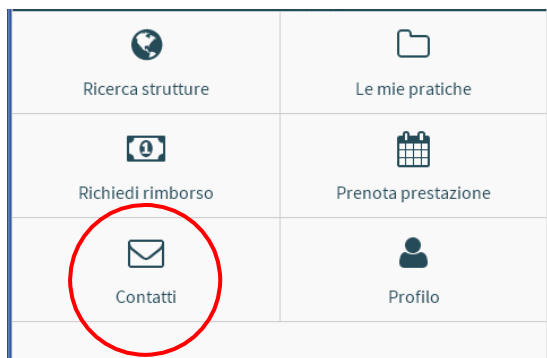 Ricerca strutture
Le mie pratiche
Richiedi rimborso
Prenota prestazione
Contatti
Profilo